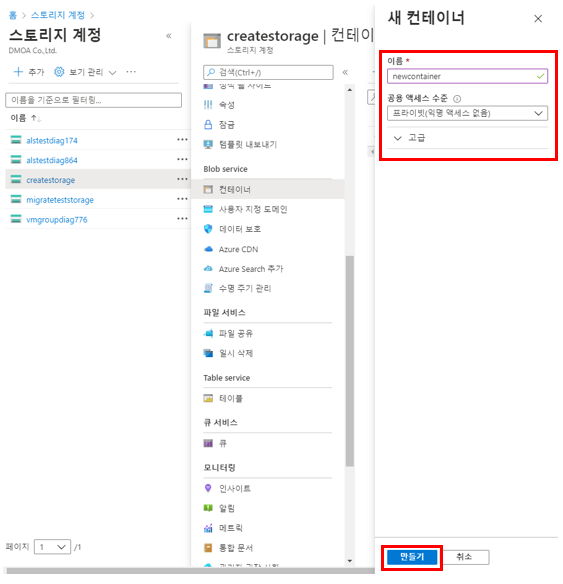 홈 > 스토리지 계정 >
스토리지 계정
DMOA Co.,Ltd.
«
+ 추가
보기 관리
···
이름을 기준으로 필터링...
이름 ↑↓
alstestdiag174 ···
alstestdiag864 ···
createstorage ···
migrateteststorage ···
vmgroupdiag776 ···
페이지 1 /1
createstorage | 컨테이
스토리지 계정
검색(Ctrl+/)
«
속성
잠금
템플릿 내보내기
Blob service
컨테이너
사용자 지정 도메인
데이터 보호
Azure CDN
Azure Search 추가
수명 주기 관리
파일 서비스
파일 공유
일시 삭제
Table service
테이블
큐 서비스
큐
모니터링
인사이트
알림
메트릭
통합 문서
새 컨테이너
이름 *
newcontainer
공용 액세스 수준
프라이빗(익명 액세스 없음)
고급
만들기
취소